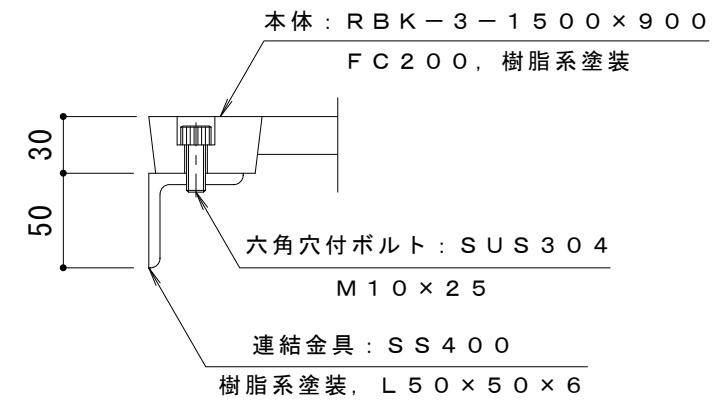 本体：ＲＢＫ－３－１５００×９００
ＦＣ２００，樹脂系塗装
30
50
六角穴付ボルト：ＳＵＳ３０４
Ｍ１０×２５
連結金具：ＳＳ４００
樹脂系塗装，Ｌ５０×５０×６